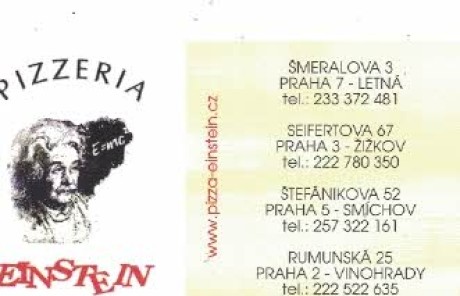 PIZZERIA
E=mc²
EINSTEIN
www.pizza-einstein.cz
ŠMERALOVA 3
PRAHA 7 - LETNÁ
tel.: 233 372 481
SEIFERTOVA 67
PRAHA 3 - ŽIŽKOV
tel.: 222 780 350
ŠTEFÁNIKOVA 52
PRAHA 5 - SMÍCHOV
tel.: 257 322 161
RUMUNSKÁ 25
PRAHA 2 - VINOHRADY
tel.: 222 522 635